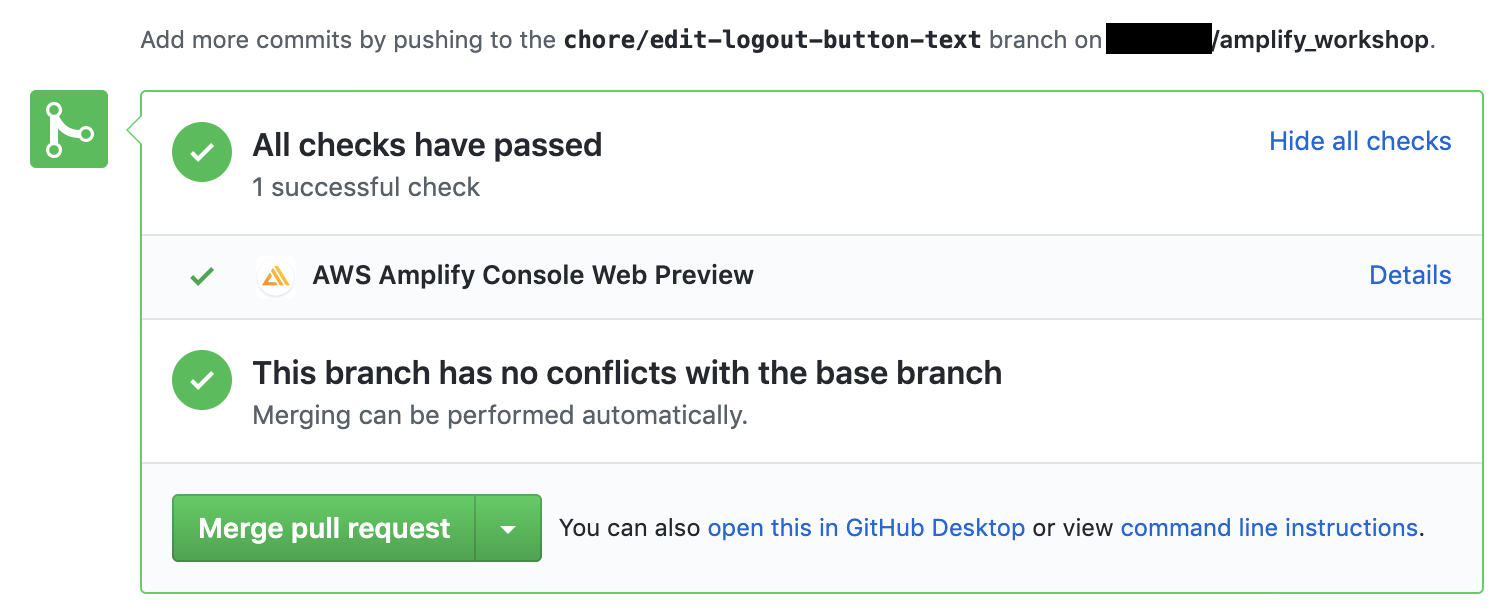 Add more commits by pushing to the chore/edit-logout-button-text branch on /amplify_workshop.
All checks have passed
Hide all checks
1 successful check
AWS Amplify Console Web Preview
Details
This branch has no conflicts with the base branch
Merging can be performed automatically.
Merge pull request
You can also open this in GitHub Desktop or view command line instructions.